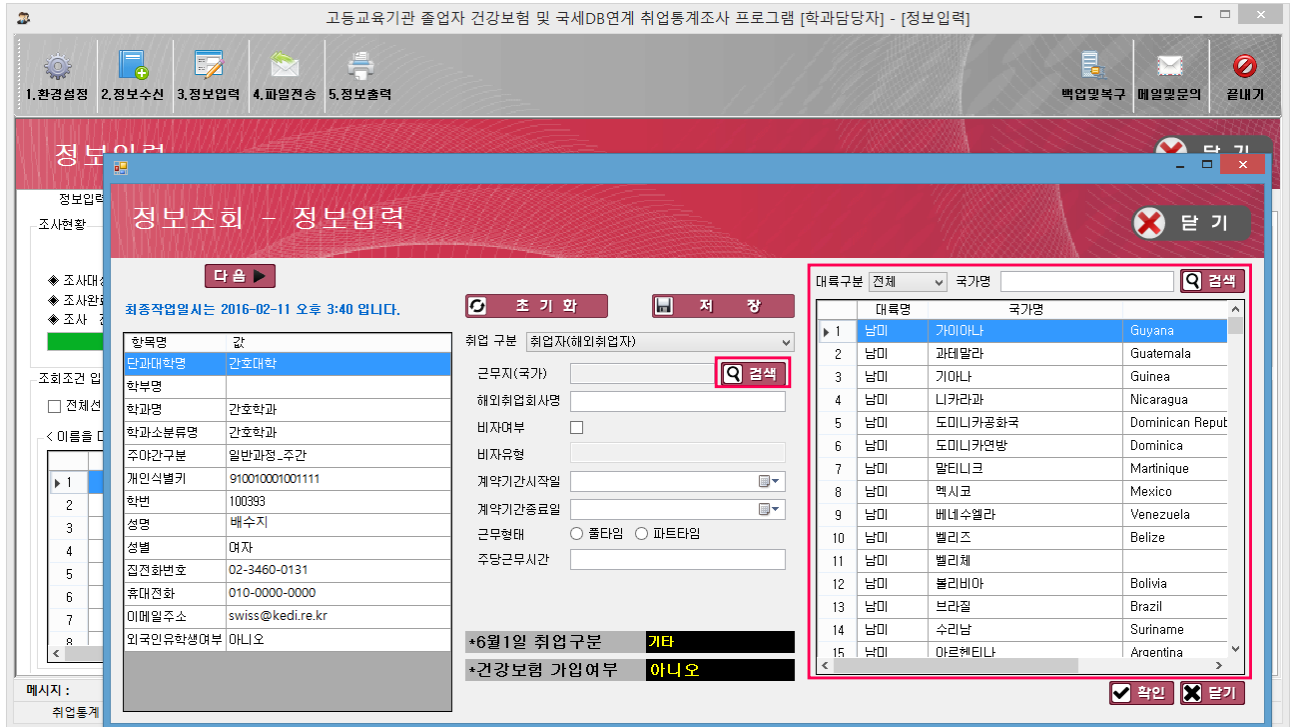 고등교육기관 졸업자 건강보험 및 국세DB연계 취업통계조사 프로그램 [학과담당자] - [정보입력]
1.환경설정 2.정보수신 3.정보입력 4.파일전송 5.정보출력 백업및복구 메일및문의 끝내기
정보입력 닫 기
정보입력
조사현황
◈ 조사대상
◈ 조사완료
◈ 조사
조회조건 입
전체선
< 이름을
1
2
3
4
5
6
7
8
메시지 :
취업통계
정보조회 - 정보입력
닫 기
다 음 ▶
최종작업일시는 2016-02-11 오후 3:40 입니다.
항목명 값
단과대학명 간호대학
학부명
학과명 간호학과
학과소분류명 간호학과
주야간구분 일반과정_주간
개인식별키 910010001001111
학번 100393
성명 배수지
성별 여자
집전화번호 02-3460-0131
휴대전화 010-0000-0000
이메일주소 swiss@kedi.re.kr
외국인유학생여부 아니오
초 기 화 저 장
취업 구분 취업자(해외취업자)
근무지(국가) 검색
해외취업회사명
비자여부
비자유형
계약기간시작일
계약기간종료일
근무형태 풀타임 파트타임
주당근무시간
*6월1일 취업구분 기타
*건강보험 가입여부 아니오
대륙구분 전체 국가명 검색
대륙명 국가명
1 남미 가이아나 Guyana
2 남미 과테말라 Guatemala
3 남미 기아나 Guinea
4 남미 니카라과 Nicaragua
5 남미 도미니카공화국 Dominican Republ
6 남미 도미니카연방 Dominica
7 남미 말티니크 Martinique
8 남미 멕시코 Mexico
9 남미 베네수엘라 Venezuela
10 남미 벨리즈 Belize
11 남미 벨리체
12 남미 볼리비아 Bolivia
13 남미 브라질 Brazil
14 남미 수리남 Suriname
15 남미 아르헨티나 Argentina
확인 닫기